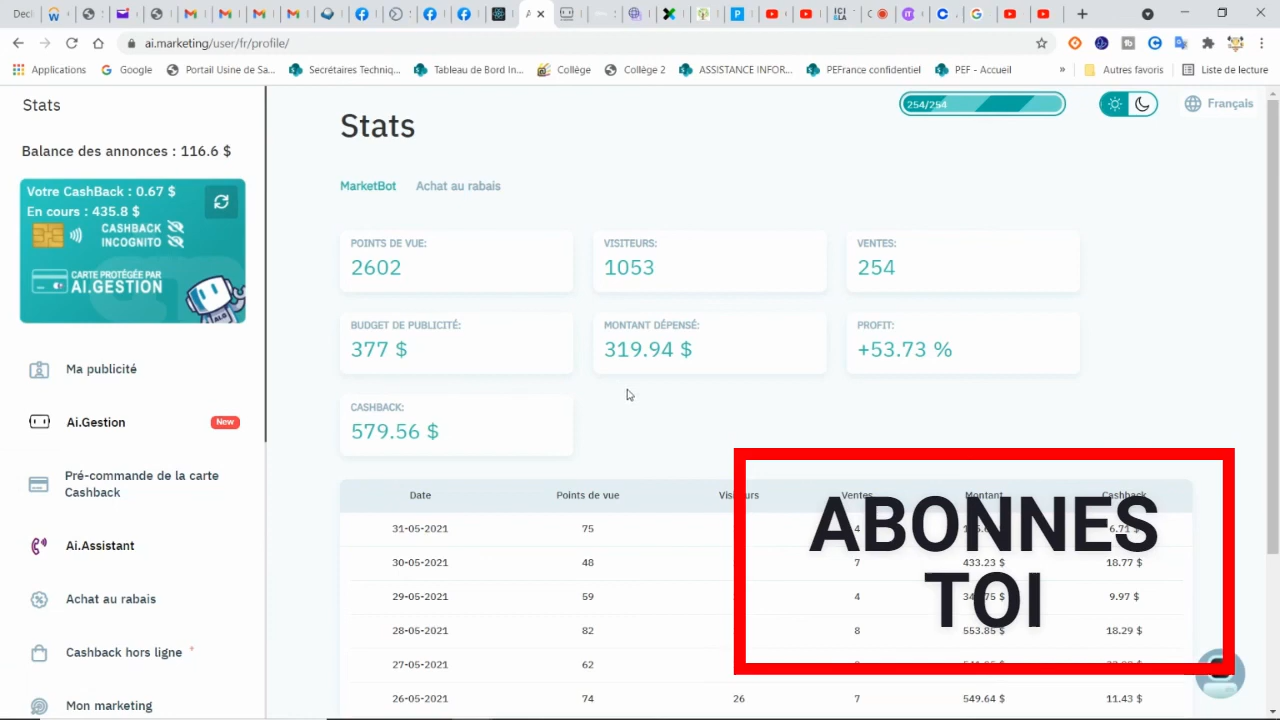 Decl
ai.marketing/user/fr/profile/
Applications
Google
Portail Usine de Sa...
Secrétaires Techniq...
Tableau de Bord In...
Collège
Collège 2
ASSISTANCE INFOR...
PEFrance confidentiel
PEF - Accueil
»
Autres favoris
Liste de lecture
Stats
Balance des annonces : 116.6 $
Votre CashBack : 0.67 $
En cours : 435.8 $
CASHBACK
INCOGNITO
CARTE PROTÉGÉE PAR
AI.GESTION
Ma publicité
Ai.Gestion
New
Pré-commande de la carte
Cashback
Ai.Assistant
Achat au rabais
Cashback hors ligne *
Mon marketing
254/254
Français
Stats
MarketBot Achat au rabais
POINTS DE VUE:
2602
VISITEURS:
1053
VENTES:
254
BUDGET DE PUBLICITÉ:
377 $
MONTANT DÉPENSÉ:
319.94 $
PROFIT:
+53.73 %
CASHBACK:
579.56 $
Date Points de vue Visiteurs Ventes Montant Cashback
31-05-2021 75 4 6.71 $
30-05-2021 48 7 433.23 $ 18.77 $
29-05-2021 59 4 9.97 $
28-05-2021 82 8 553.85 $ 18.29 $
27-05-2021 62
26-05-2021 74 26 7 549.64 $ 11.43 $
ABONNES
TOI